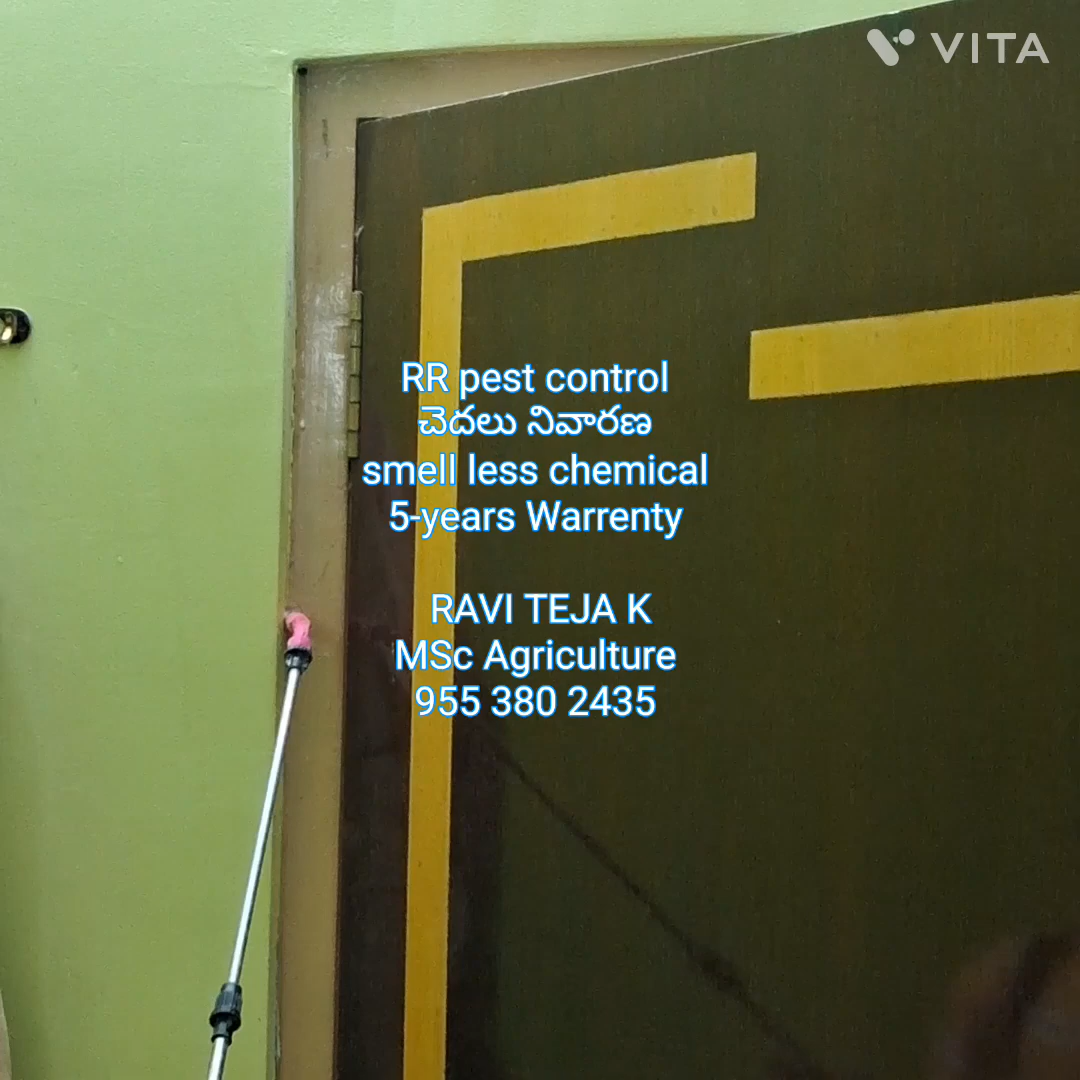 VITA
RR pest control
చెదలు నివారణ
smell less chemical
5-years Warrenty
RAVI TEJA K
MSc Agriculture
955 380 2435